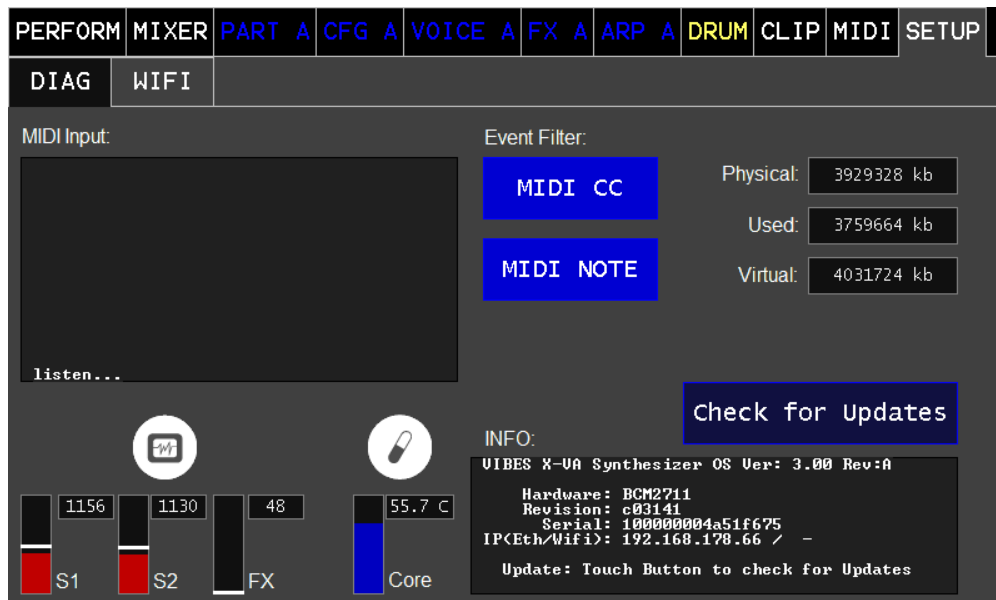 PERFORM MIXER PART A CFG A VOICE A FX A ARP A DRUM CLIP MIDI SETUP
DIAG WIFI
MIDI Input:
listen...
Event Filter:
MIDI CC
MIDI NOTE
Physical: 3929328 kb
Used: 3759664 kb
Virtual: 4031724 kb
Check for Updates
1156 1130 48 55.7 C
S1 S2 FX Core
INFO:
VIBES X-VA Synthesizer OS Ver: 3.00 Rev:A
Hardware: BCM2711
Revision: c03141
Serial: 100000004a51f675
IP(Eth/Wifi): 192.168.178.66 / -
Update: Touch Button to check for Updates